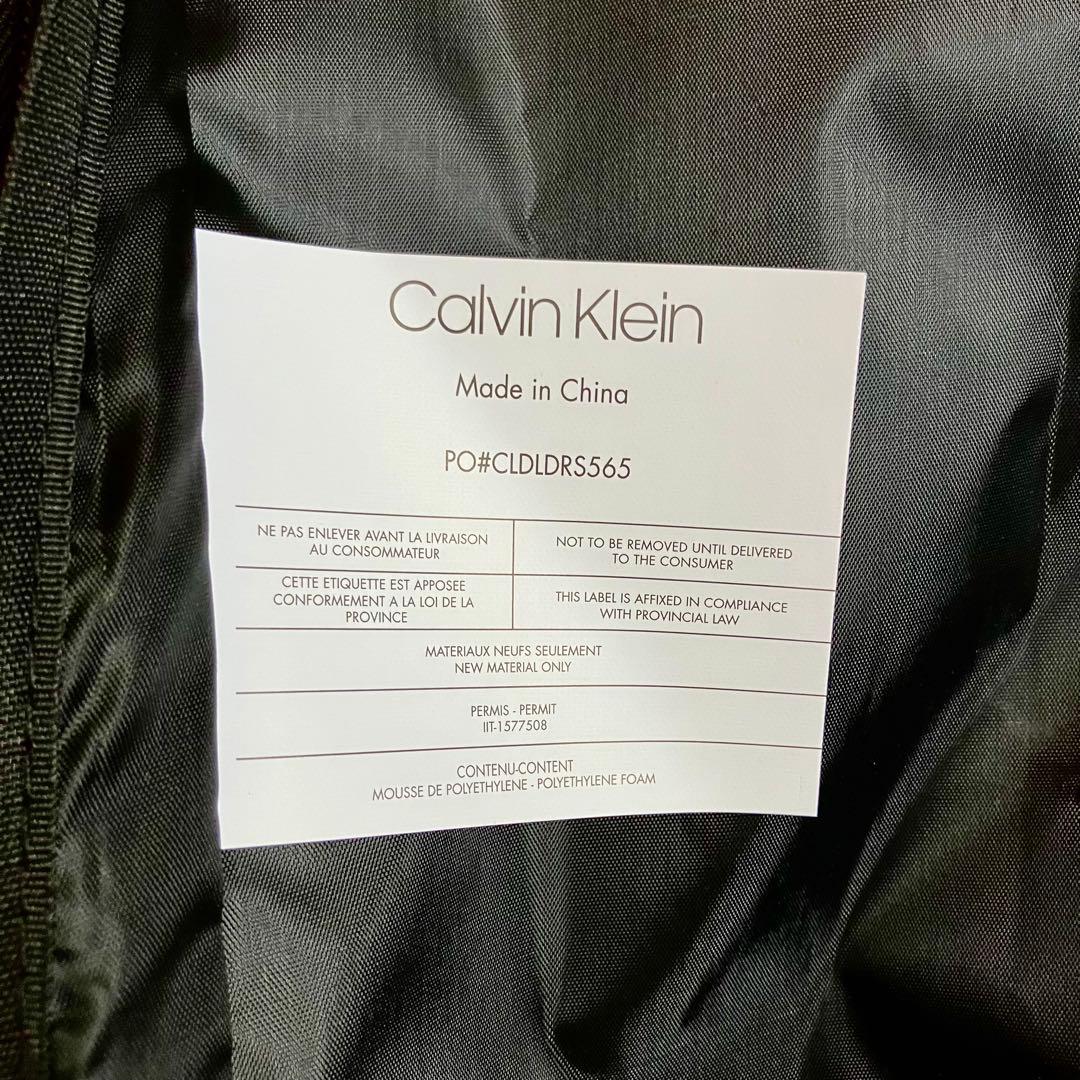 Calvin Klein
Made in China
PO#CLDLDRS565
NE PAS ENLEVER AVANT LA LIVRAISON
AU CONSOMMATEUR
NOT TO BE REMOVED UNTIL DELIVERED
TO THE CONSUMER
CETTE ETIQUETTE EST APPOSEE
CONFORMEMENT A LA LOI DE LA
PROVINCE
THIS LABEL IS AFFIXED IN COMPLIANCE
WITH PROVINCIAL LAW
MATERIAUX NEUFS SEULEMENT
NEW MATERIAL ONLY
PERMIS - PERMIT
IIT-1577508
CONTENU-CONTENT
MOUSSE DE POLYETHYLENE - POLYETHYLENE FOAM